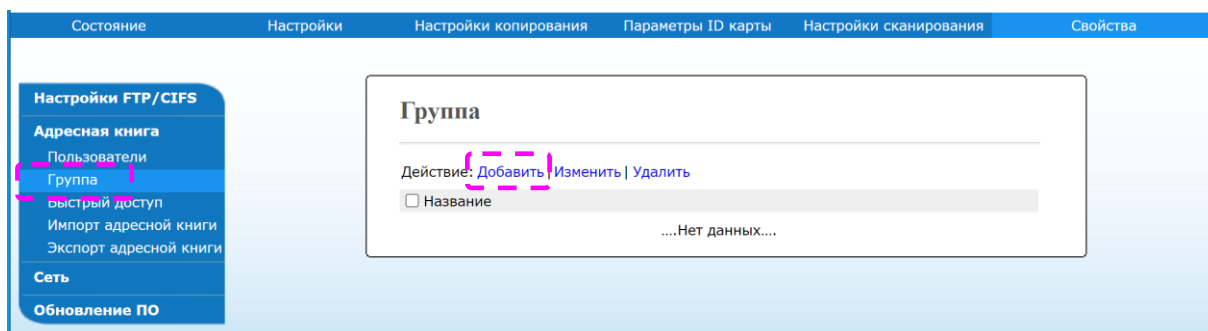 Состояние Настройки Настройки копирования Параметры ID карты Настройки сканирования Свойства
Настройки FTP/CIFS
Адресная книга
Пользователи
Группа
Быстрый доступ
Импорт адресной книги
Экспорт адресной книги
Сеть
Обновление ПО
Группа
Действие: Добавить | Изменить | Удалить
Название
....Нет данных....